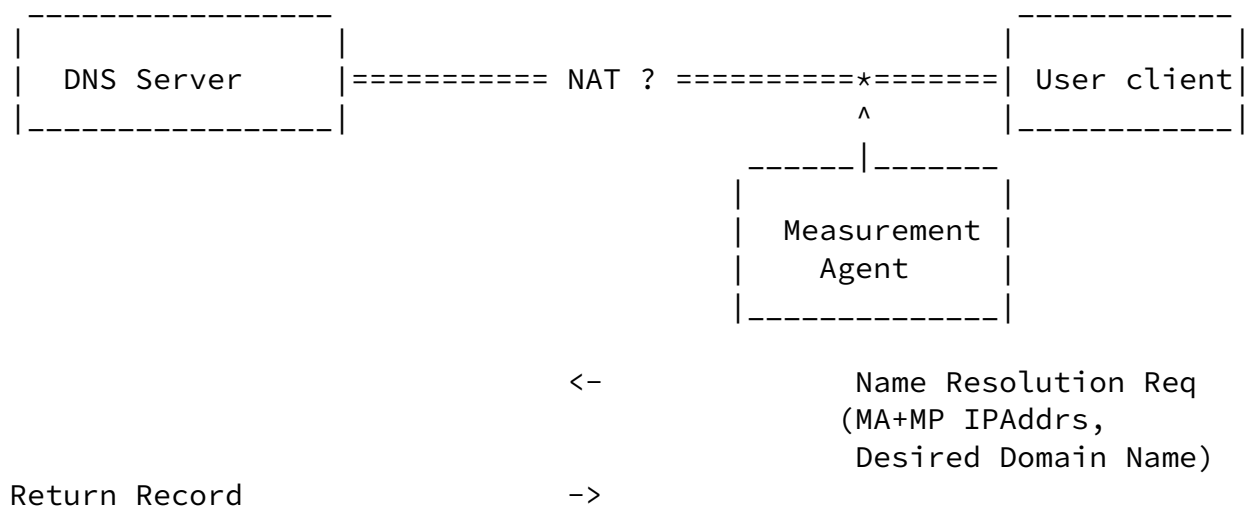 DNS Server =========== NAT ? ==========*=======| User client
^
Measurement
Agent
<- Name Resolution Req
(MA+MP IPAddrs,
Desired Domain Name)
Return Record ->